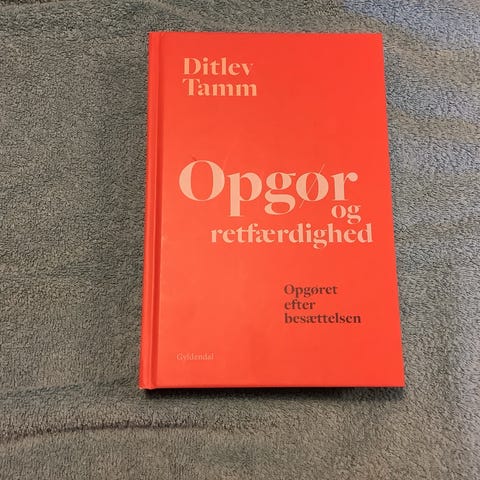 Ditlev
Tamm
Opgør
og
retfærdighed
Opgøret
efter
besættelsen
Gyldendal